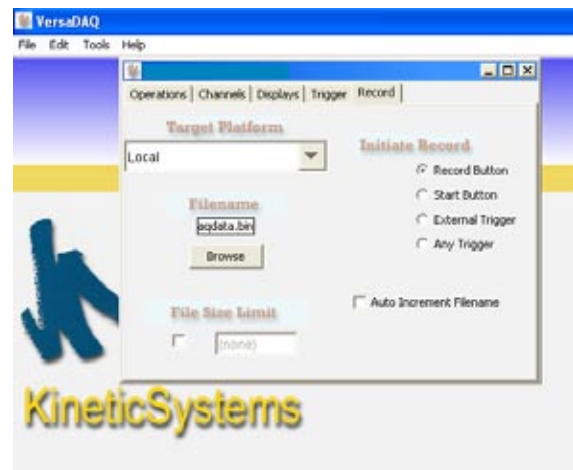 VersaDAQ
File Edit Tools Help
Operations Channels Displays Trigger Record
Target Platform
Local
Initiate Record
Record Button
Start Button
External Trigger
Any Trigger
Filename
aqdata.bin
Browse
Auto Increment Filename
File Size Limit
(none)
KineticSystems